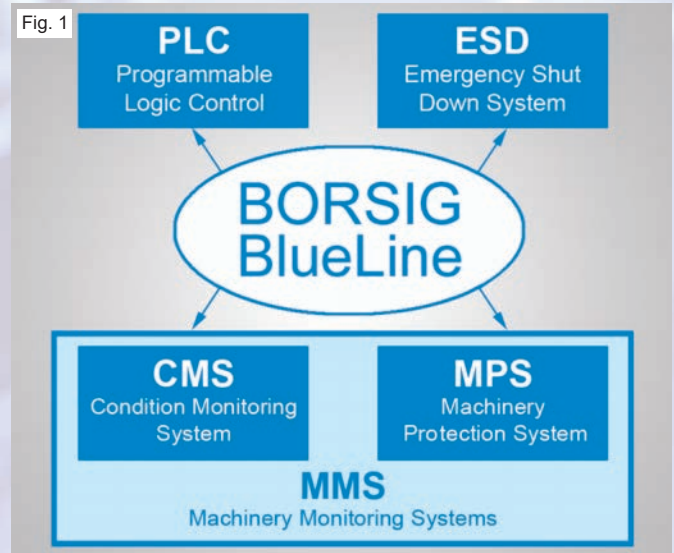 Fig. 1
PLC
Programmable
Logic Control
ESD
Emergency Shut
Down System
BORSIG
BlueLine
CMS
Condition Monitoring
System
MPS
Machinery
Protection System
MMS
Machinery Monitoring Systems